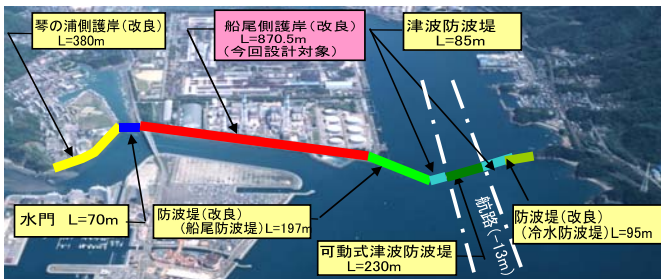 琴の浦側護岸(改良)
L=380m
船尾側護岸(改良)
L=870.5m
(今回設計対象)
津波防波堤
L=85m
水門 L=70m
防波堤(改良)
(船尾防波堤)L=197m
可動式津波防波堤
L=230m
航路(-13m)
防波堤(改良)
(冷水防波堤)L=95m